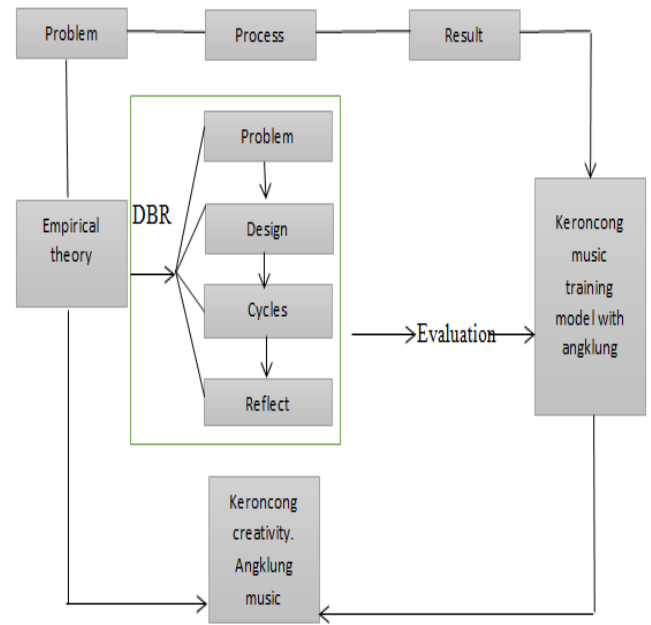 Problem
Process
Result
Empirical
theory
DBR
Problem
Design
Cycles
Reflect
Evaluation
Keroncong
music
training
model with
angklung
Keroncong
creativity.
Angklung
music